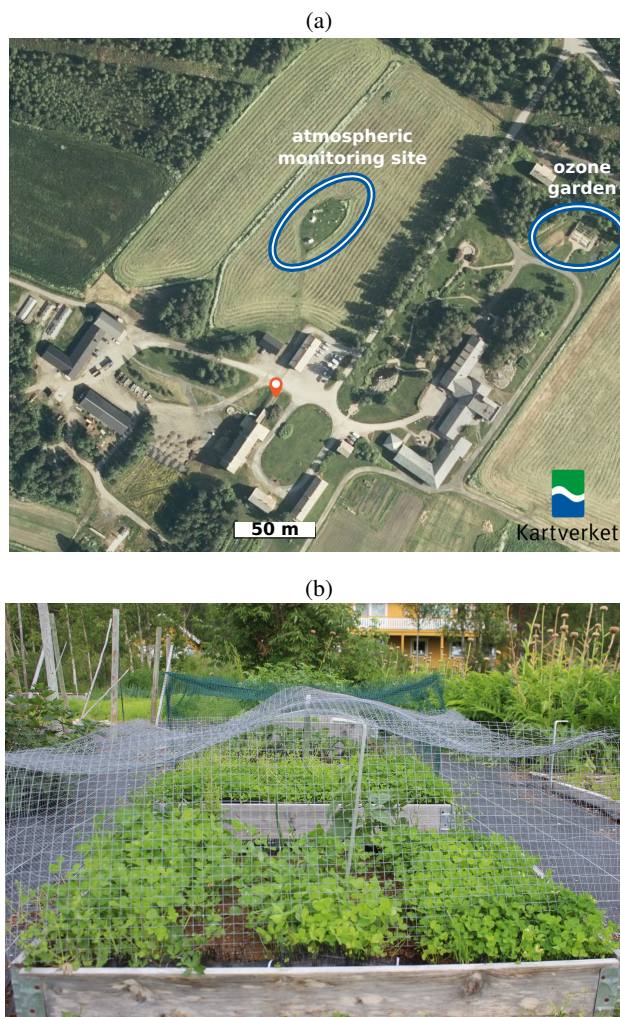 (a)
atmospheric
monitoring site
ozone
garden
50 m
Kartverket
(b)